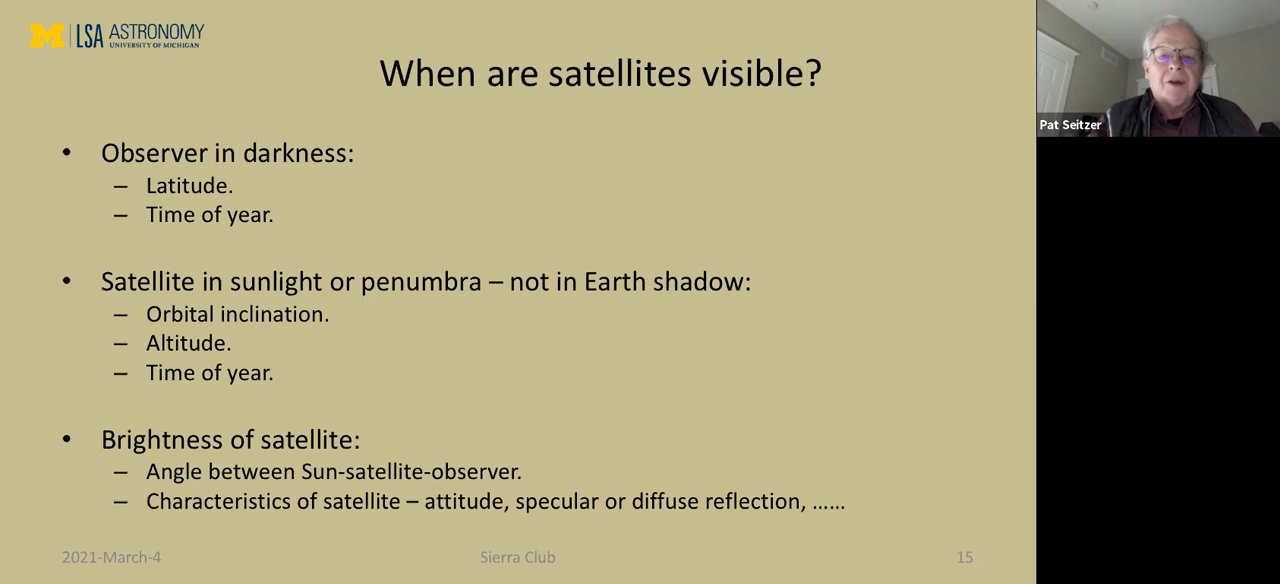 M | LSA ASTRONOMY
UNIVERSITY OF MICHIGAN
When are satellites visible?
• Observer in darkness:
– Latitude.
– Time of year.
• Satellite in sunlight or penumbra – not in Earth shadow:
– Orbital inclination.
– Altitude.
– Time of year.
• Brightness of satellite:
– Angle between Sun-satellite-observer.
– Characteristics of satellite – attitude, specular or diffuse reflection, ......
2021-March-4
Sierra Club
15
Pat Seitzer